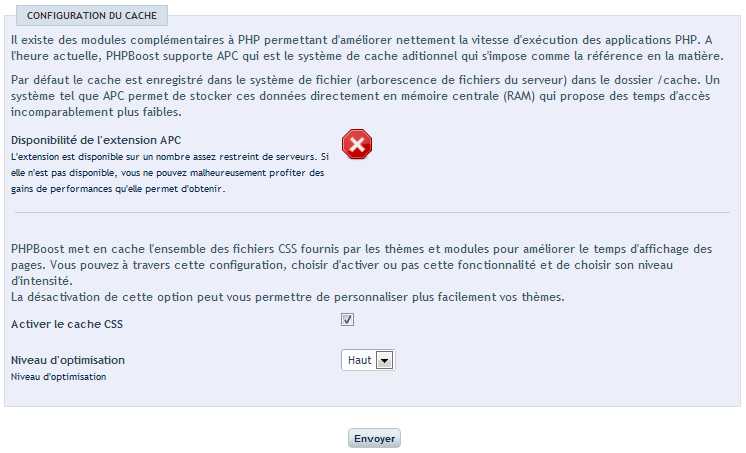 CONFIGURATION DU CACHE
Il existe des modules complémentaires à PHP permettant d'améliorer nettement la vitesse d'exécution des applications PHP. A
l'heure actuelle, PHPBoost supporte APC qui est le système de cache aditionnel qui s'impose comme la référence en la matière.
Par défaut le cache est enregistré dans le système de fichier (arborescence de fichiers du serveur) dans le dossier /cache. Un
système tel que APC permet de stocker ces données directement en mémoire centrale (RAM) qui propose des temps d'accès
incomparablement plus faibles.
Disponibilité de l'extension APC
L'extension est disponible sur un nombre assez restreint de serveurs. Si
elle n'est pas disponible, vous ne pouvez malheureusement profiter des
gains de performances qu'elle permet d'obtenir.
PHPBoost met en cache l'ensemble des fichiers CSS fournis par les thèmes et modules pour améliorer le temps d'affichage des
pages. Vous pouvez à travers cette configuration, choisir d'activer ou pas cette fonctionnalité et de choisir son niveau
d'intensité.
La désactivation de cette option peut vous permettre de personnaliser plus facilement vos thèmes.
Activer le cache CSS
Niveau d'optimisation
Haut
Niveau d'optimisation
Envoyer